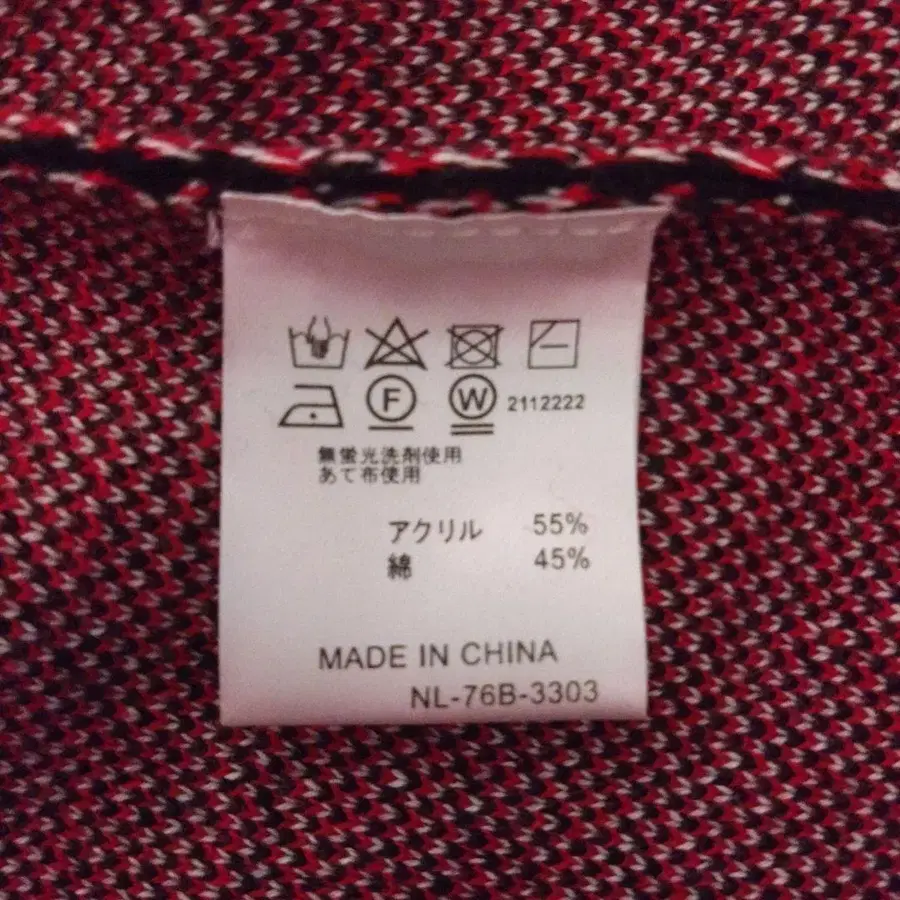 F W 2112222
無蛍光洗剤使用
あて布使用
アクリル 55%
綿 45%
MADE IN CHINA
NL-76B-3303